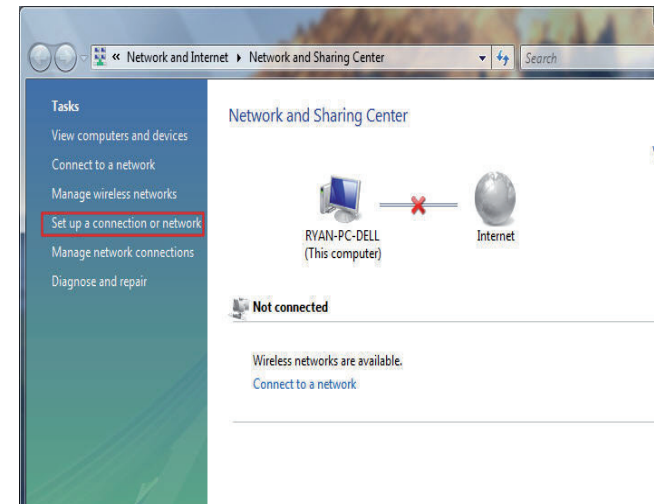 « Network and Internet ▸ Network and Sharing Center
Search
Tasks
View computers and devices
Connect to a network
Manage wireless networks
Set up a connection or network
Manage network connections
Diagnose and repair
Network and Sharing Center
RYAN-PC-DELL
(This computer)
Internet
Not connected
Wireless networks are available.
Connect to a network